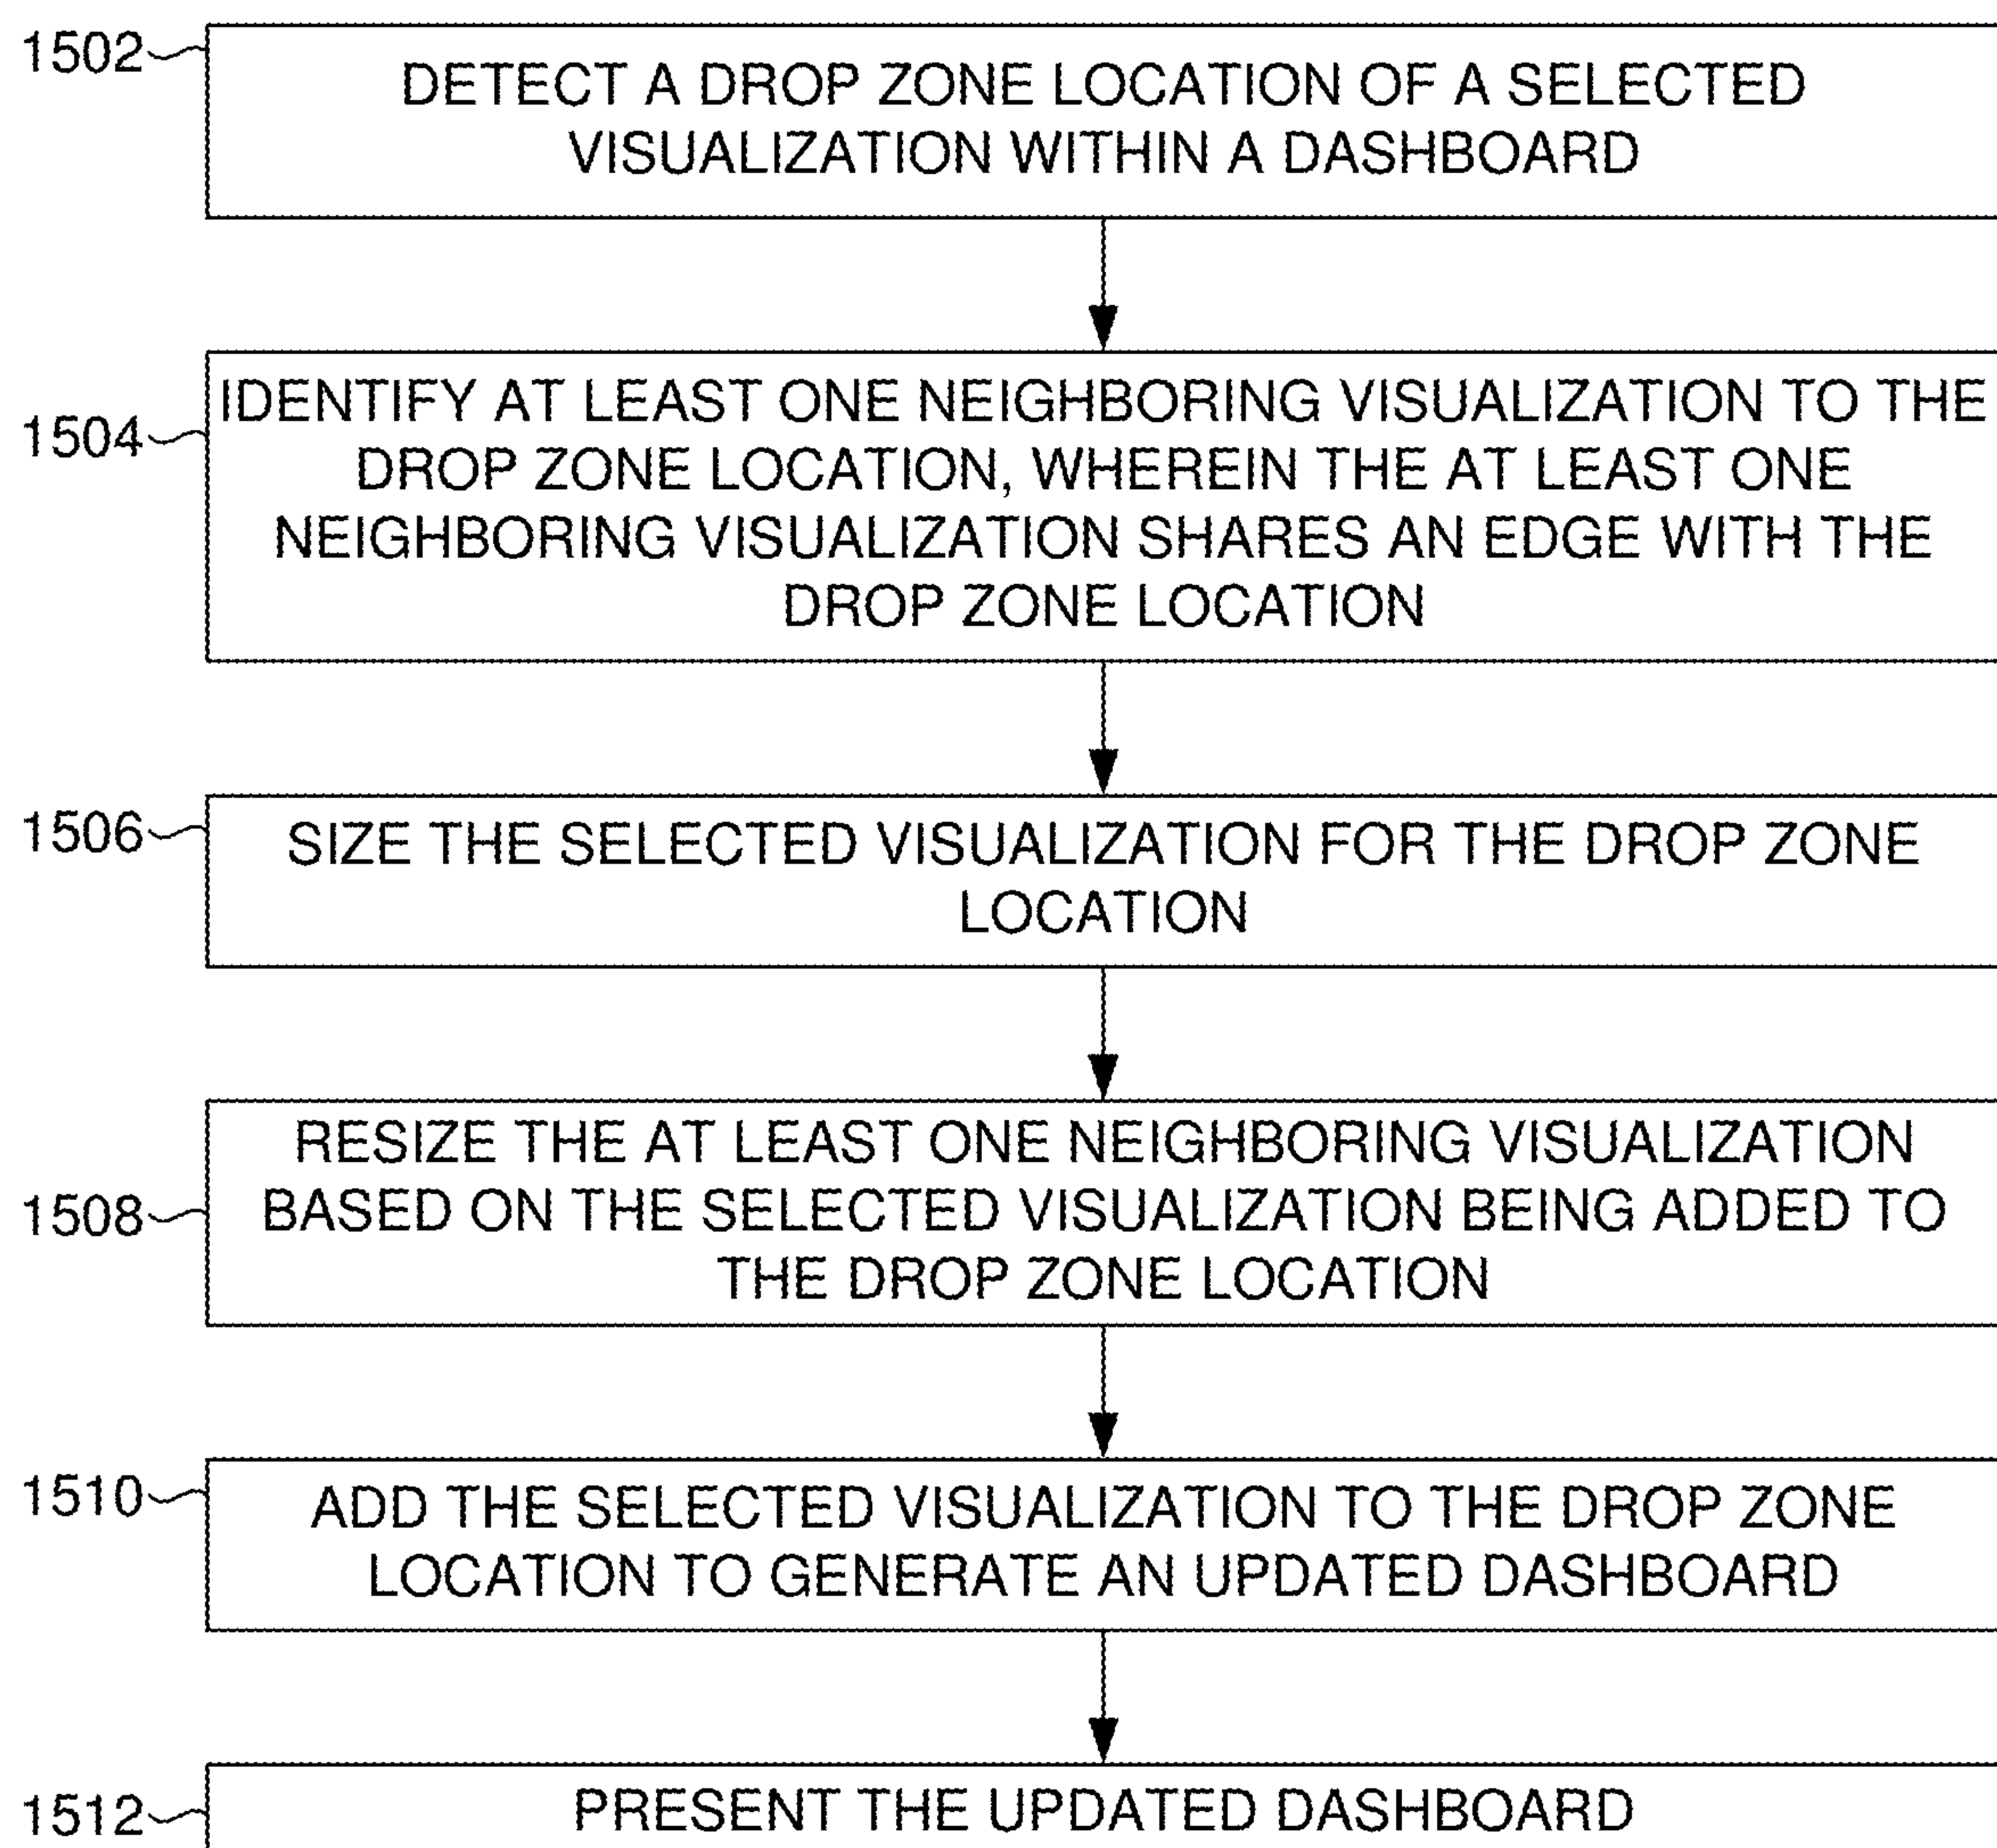 1502
DETECT A DROP ZONE LOCATION OF A SELECTED
VISUALIZATION WITHIN A DASHBOARD
1504
IDENTIFY AT LEAST ONE NEIGHBORING VISUALIZATION TO THE
DROP ZONE LOCATION, WHEREIN THE AT LEAST ONE
NEIGHBORING VISUALIZATION SHARES AN EDGE WITH THE
DROP ZONE LOCATION
1506
SIZE THE SELECTED VISUALIZATION FOR THE DROP ZONE
LOCATION
1508
RESIZE THE AT LEAST ONE NEIGHBORING VISUALIZATION
BASED ON THE SELECTED VISUALIZATION BEING ADDED TO
THE DROP ZONE LOCATION
1510
ADD THE SELECTED VISUALIZATION TO THE DROP ZONE
LOCATION TO GENERATE AN UPDATED DASHBOARD
1512
PRESENT THE UPDATED DASHBOARD